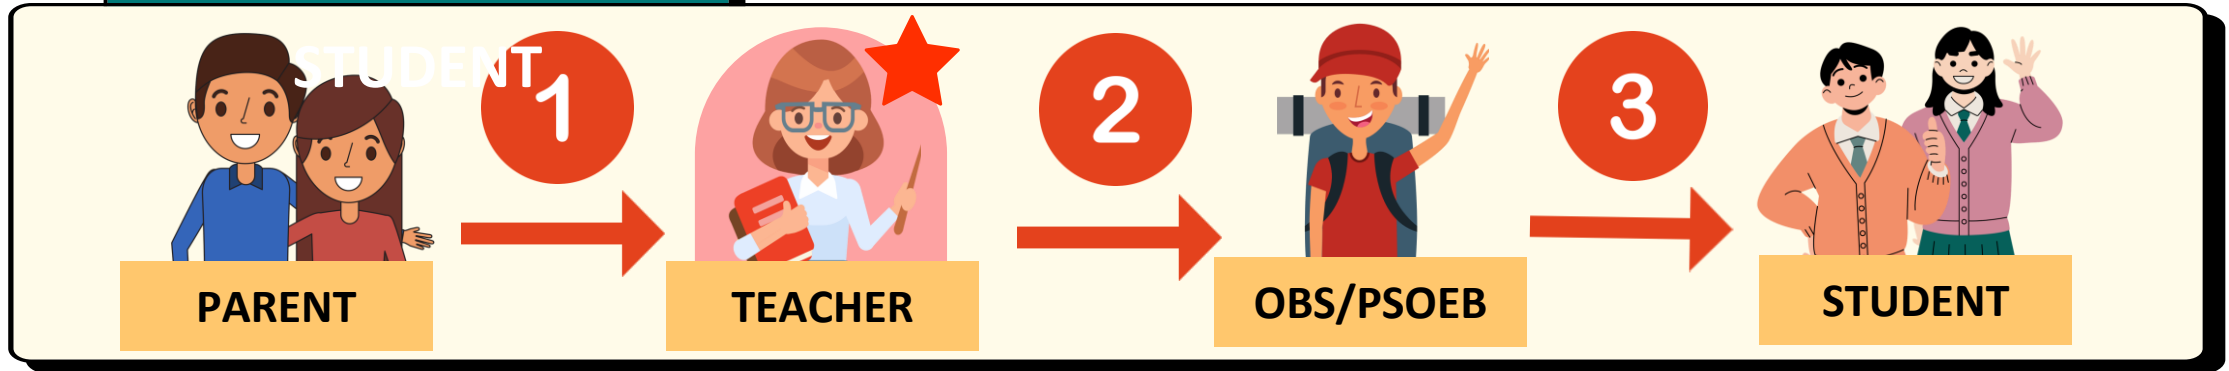 STUDENT
1
2
3
PARENT
TEACHER
OBS/PSOEB
STUDENT